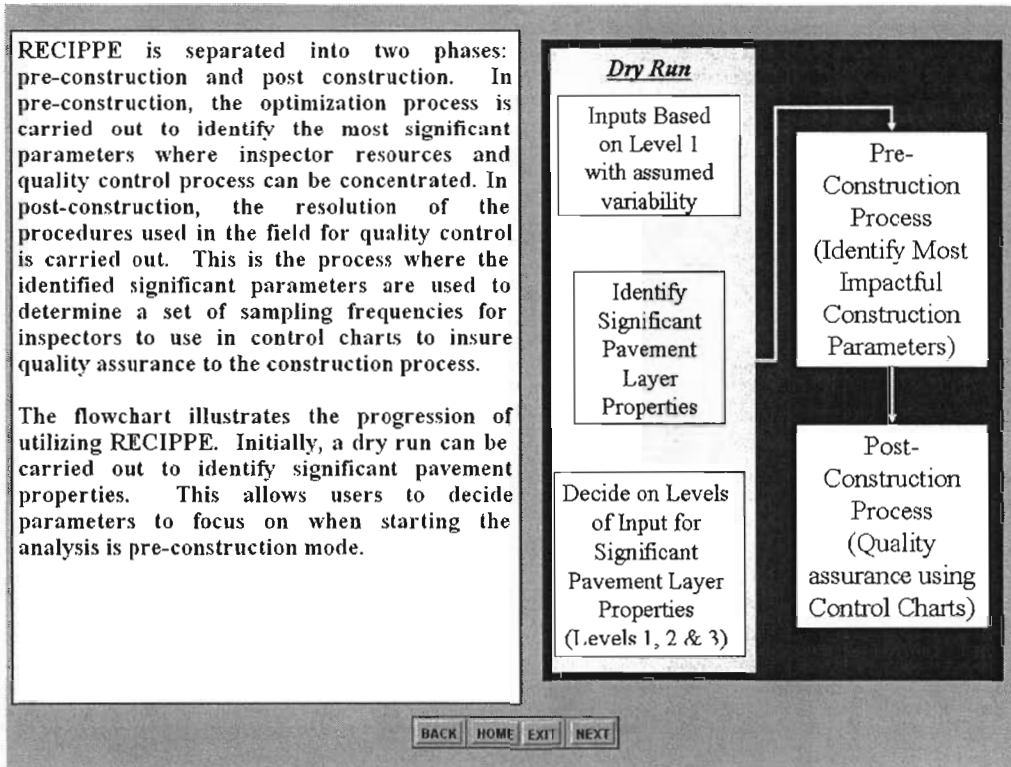 RECIPPE is separated into two phases:
pre-construction and post construction. In
pre-construction, the optimization process is
carried out to identify the most significant
parameters where inspector resources and
quality control process can be concentrated. In
post-construction, the resolution of the
procedures used in the field for quality control
is carried out. This is the process where the
identified significant parameters are used to
determine a set of sampling frequencies for
inspectors to use in control charts to insure
quality assurance to the construction process.
The flowchart illustrates the progression of
utilizing RECIPPE. Initially, a dry run can be
carried out to identify significant pavement
properties. This allows users to decide
parameters to focus on when starting the
analysis is pre-construction mode.
Dry Run
Inputs Based
on Level 1
with assumed
variability
Identify
Significant
Pavement
Layer
Properties
Decide on Levels
of Input for
Significant
Pavement Layer
Properties
(Levels 1, 2 & 3)
Pre-
Construction
Process
(Identify Most
Impactful
Construction
Parameters)
Post-
Construction
Process
(Quality
assurance using
Control Charts)
BACK HOME EXIT NEXT